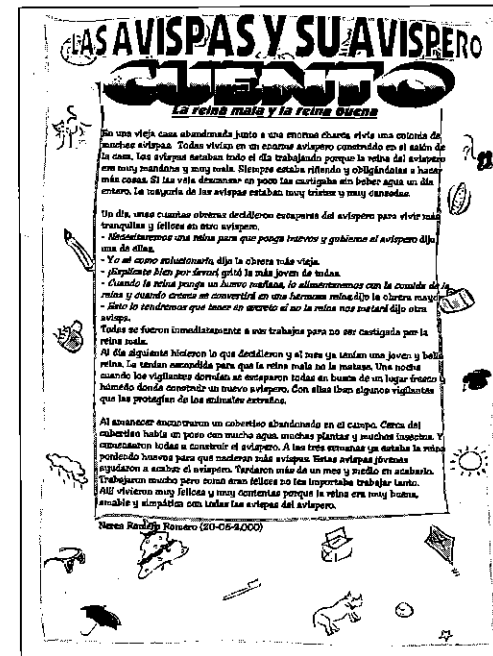 LAS AVISPAS Y SU AVISPERO
CUENTO
La reina mala y la reina buena
En una vieja casa abandonada junto a una enorme charca vivía una colonia de
muchas avispas. Todas vivían en un enorme avispero construido en el salón de
la casa. Las avispas estaban todo el día trabajando porque la reina del avispero
era muy mandona y muy mala. Siempre estaba riñendo y obligándolas a hacer
más cosas. Si las veía descansar un poco las castigaba sin beber agua un día
entero. La mayoría de las avispas estaban muy tristes y muy cansadas.
Un día, unas cuantas obreras decidieron escaparse del avispero para vivir más
tranquilas y felices en otro avispero.
- Necesitaremos una reina para que ponga huevos y gobierne el avispero dijo
una de ellas.
- Yo sé como solucionarlo, dijo la obrera más vieja.
- ¡Explícate bien por favor! gritó la más joven de todas.
- Cuando la reina ponga un huevo mañana, lo alimentaremos con la comida de la
reina y cuando crezca se convertirá en una hermosa reina dijo la obrera mayor.
- Esto lo tendremos que hacer en secreto si no la reina nos matará dijo otra
avispa.
Todas se fueron inmediatamente a sus trabajos para no ser castigada por la
reina mala.
Al día siguiente hicieron lo que decidieron y al mes ya tenían una joven y bella
reina. La tenían escondida para que la reina mala no la matase. Una noche
cuando los vigilantes dormían se escaparon todas en busca de un lugar fresco y
húmedo donde construir un nuevo avispero. Con ellas iban algunos vigilantes
que las protegían de los animales extraños.
Al amanecer encontraron un cobertizo abandonado en el campo. Cerca del
cobertizo había un pozo con mucha agua, muchas plantas y muchos insectos. Y
comenzaron todas a construir el avispero. A las tres semanas ya estaba la reina
poniendo huevos para que nacieran más avispas. Estas avispas jóvenes
ayudaron a acabar el avispero. Tardaron más de un mes y medio en acabarlo.
Trabajaron mucho pero como eran felices no les importaba trabajar tanto.
Allí vivieron muy felices y muy contentas porque la reina era muy buena,
amable y simpática con todas las avispas del avispero.
Nerea Romero (20-05-2.000)